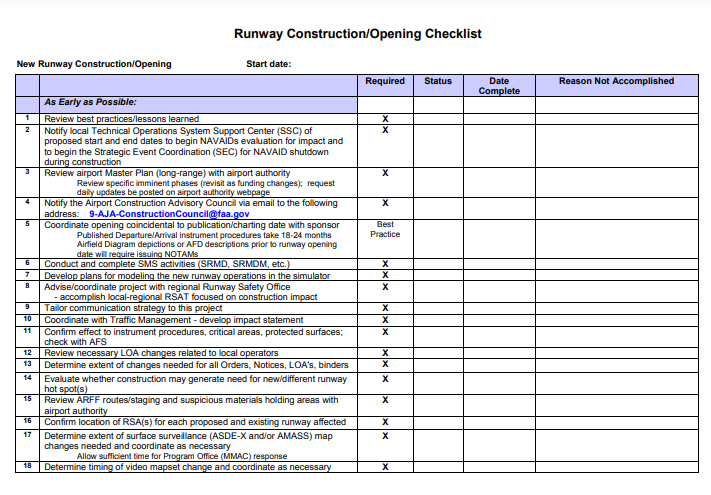 Runway Construction/Opening Checklist
New Runway Construction/Opening Start date:
Required Status Date Complete Reason Not Accomplished
As Early as Possible:
1 Review best practices/lessons learned X
2 Notify local Technical Operations System Support Center (SSC) of X
proposed start and end dates to begin NAVAIDs evaluation for impact and
to begin the Strategic Event Coordination (SEC) for NAVAID shutdown
during construction
3 Review airport Master Plan (long-range) with airport authority X
Review specific imminent phases (revisit as funding changes); request
daily updates be posted on airport authority webpage
4 Notify the Airport Construction Advisory Council via email to the following X
address: 9-AJA-ConstructionCouncil@faa.gov
5 Coordinate opening coincidental to publication/charting date with sponsor Best
Published Departure/Arrival instrument procedures take 18-24 months Practice
Airfield Diagram depictions or AFD descriptions prior to runway opening
date will require issuing NOTAMs
6 Conduct and complete SMS activities (SRMD, SRMDM, etc.) X
7 Develop plans for modeling the new runway operations in the simulator X
8 Advise/coordinate project with regional Runway Safety Office X
- accomplish local-regional RSAT focused on construction impact
9 Tailor communication strategy to this project X
10 Coordinate with Traffic Management - develop impact statement X
11 Confirm effect to instrument procedures, critical areas, protected surfaces; X
check with AFS
12 Review necessary LOA changes related to local operators X
13 Determine extent of changes needed for all Orders, Notices, LOA's, binders X
14 Evaluate whether construction may generate need for new/different runway X
hot spot(s)
15 Review ARFF routes/staging and suspicious materials holding areas with X
airport authority
16 Confirm location of RSA(s) for each proposed and existing runway affected X
17 Determine extent of surface surveillance (ASDE-X and/or AMASS) map X
changes needed and coordinate as necessary
Allow sufficient time for Program Office (MMAC) response
18 Determine timing of video mapset change and coordinate as necessary X